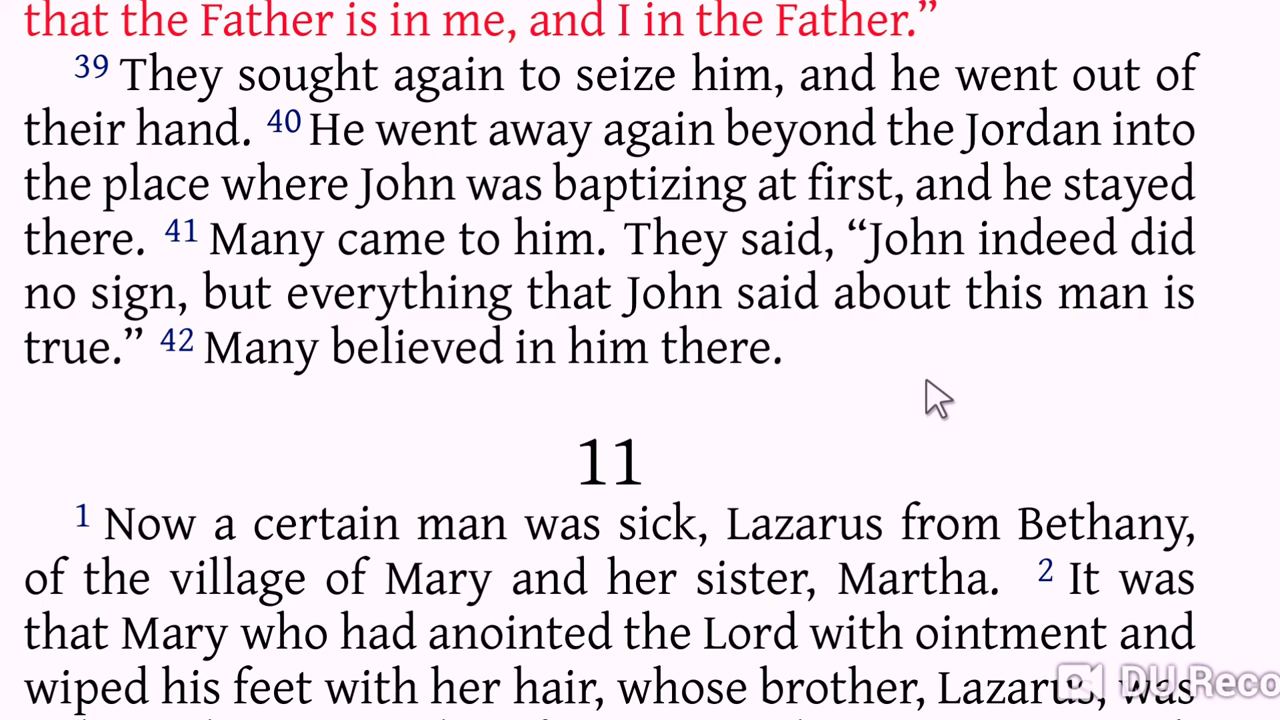 that the Father is in me, and I in the Father.”
39 They sought again to seize him, and he went out of
their hand. 40 He went away again beyond the Jordan into
the place where John was baptizing at first, and he stayed
there. 41 Many came to him. They said, “John indeed did
no sign, but everything that John said about this man is
true.” 42 Many believed in him there.
11
1 Now a certain man was sick, Lazarus from Bethany,
of the village of Mary and her sister, Martha. 2 It was
that Mary who had anointed the Lord with ointment and
wiped his feet with her hair, whose brother, Lazarus, was
DU Reco